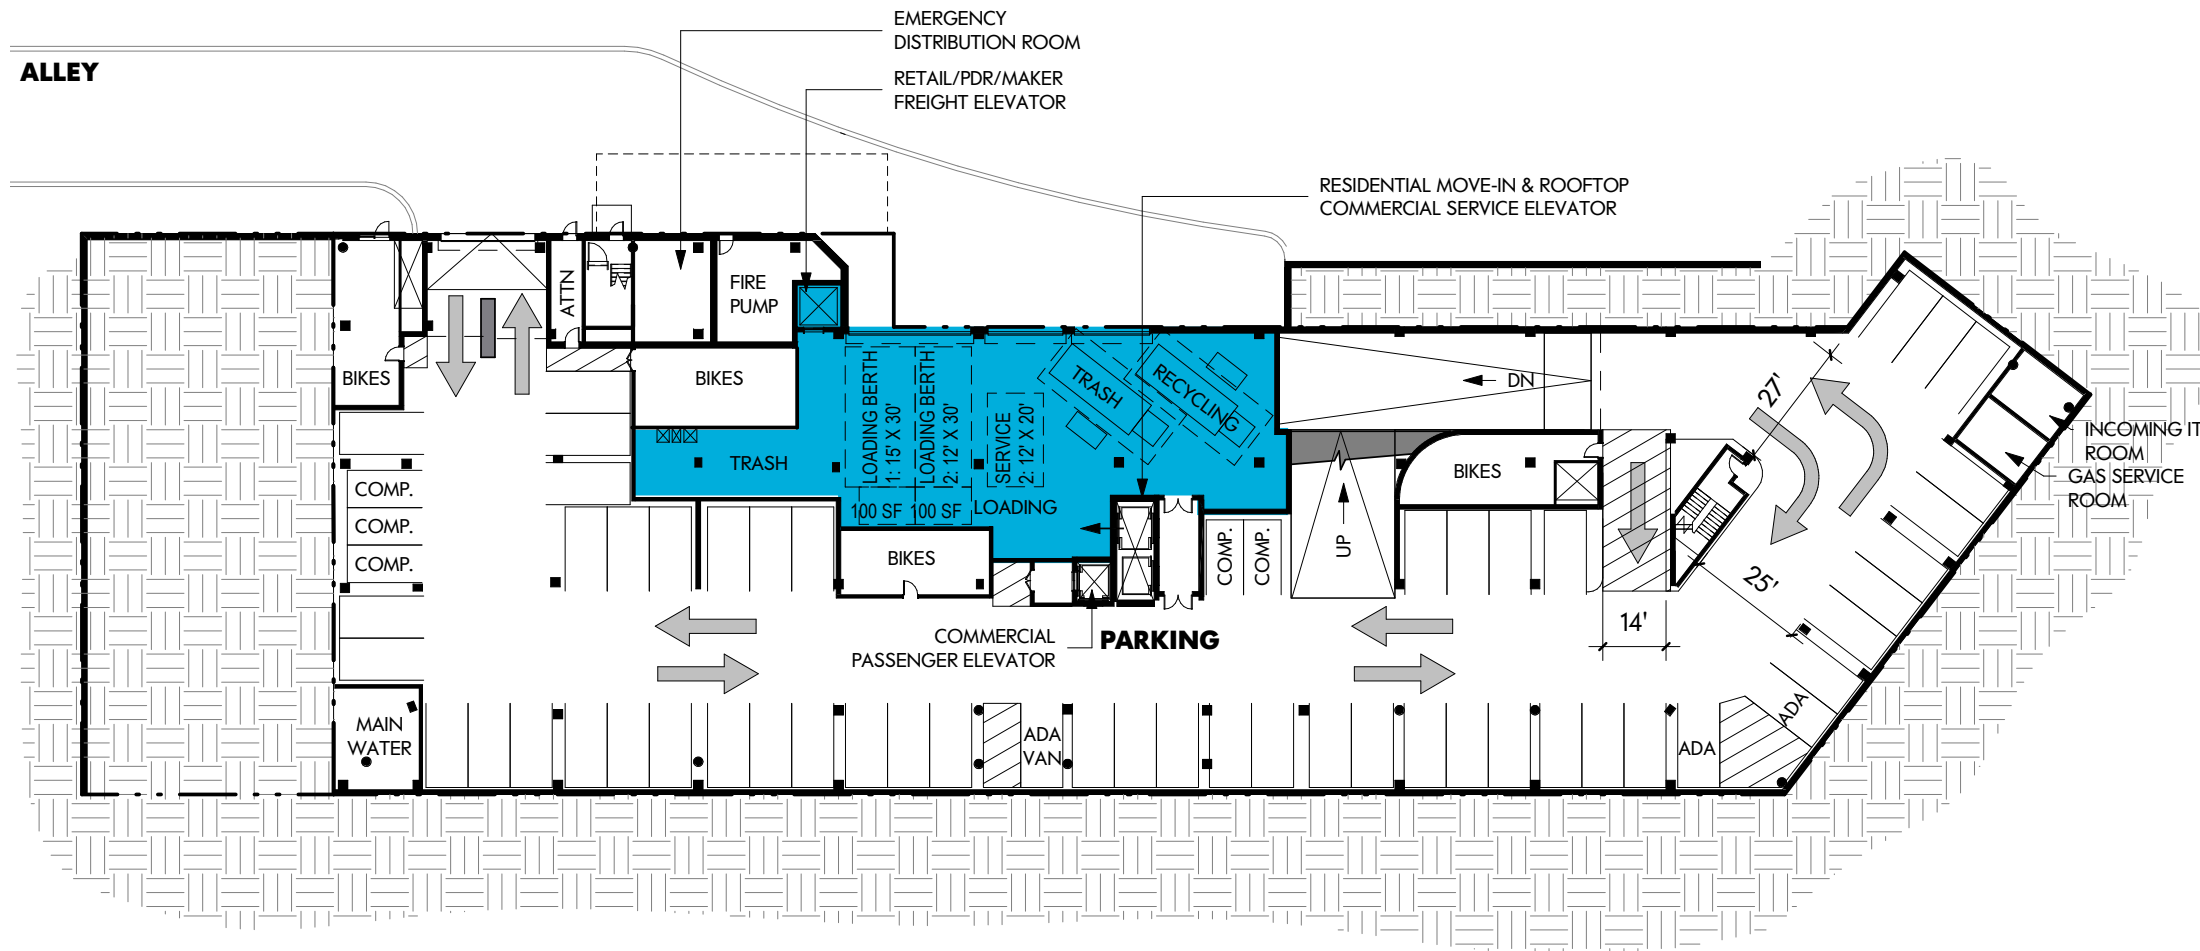 EMERGENCY
DISTRIBUTION ROOM
ALLEY
RETAIL/PDR/MAKER
FREIGHT ELEVATOR
RESIDENTIAL MOVE-IN & ROOFTOP
COMMERCIAL SERVICE ELEVATOR
ATTN
FIRE
PUMP
BIKES
BIKES
LOADING BERTH
1: 15' X 30'
LOADING BERTH
2: 12' X 30'
SERVICE
2: 12' X 20'
TRASH
RECYCLING
DN
27'
INCOMING IT
ROOM
GAS SERVICE
ROOM
TRASH
BIKES
COMP.
COMP.
COMP.
100 SF
100 SF
LOADING
BIKES
COMP.
COMP.
UP
25'
14'
COMMERCIAL
PASSENGER ELEVATOR
PARKING
MAIN
WATER
ADA
VAN
ADA
ADA